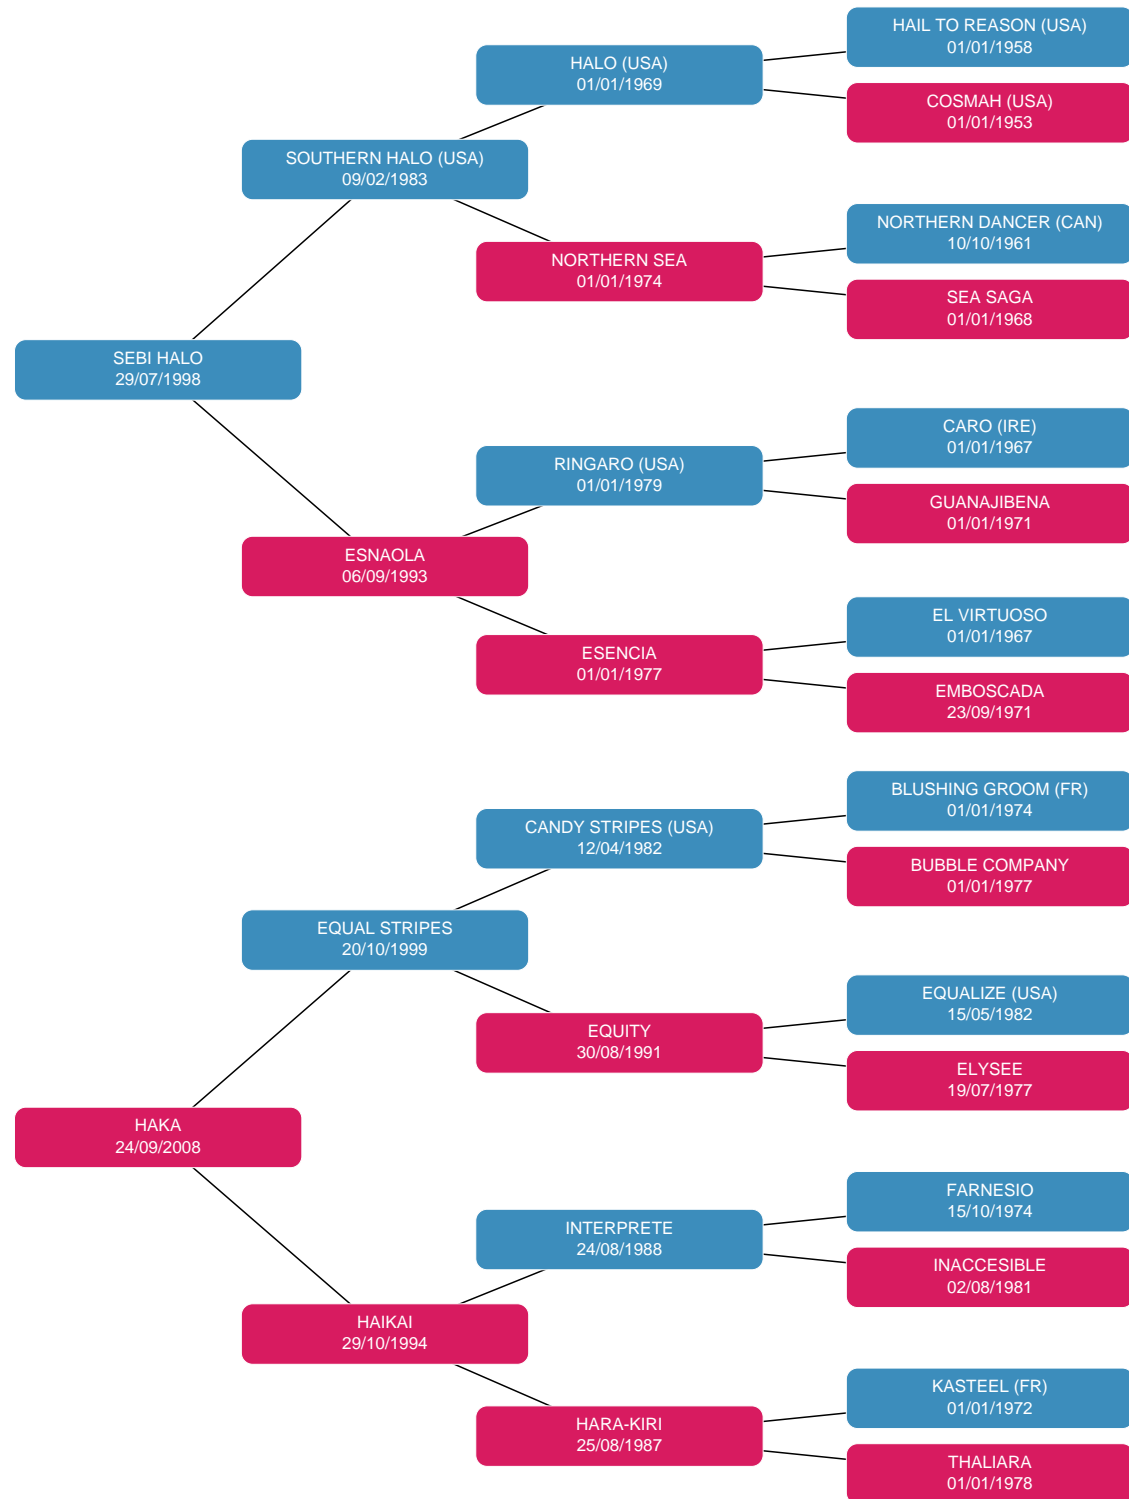 HAIL TO REASON (USA)
01/01/1958
HALO (USA)
01/01/1969
COSMAH (USA)
01/01/1953
SOUTHERN HALO (USA)
09/02/1983
NORTHERN DANCER (CAN)
10/10/1961
NORTHERN SEA
01/01/1974
SEA SAGA
01/01/1968
SEBI HALO
29/07/1998
CARO (IRE)
01/01/1967
RINGARO (USA)
01/01/1979
GUANAJIBENA
01/01/1971
ESNAOLA
06/09/1993
EL VIRTUOSO
01/01/1967
ESENCIA
01/01/1977
EMBOSCADA
23/09/1971
BLUSHING GROOM (FR)
01/01/1974
CANDY STRIPES (USA)
12/04/1982
BUBBLE COMPANY
01/01/1977
EQUAL STRIPES
20/10/1999
EQUALIZE (USA)
15/05/1982
EQUITY
30/08/1991
ELYSEE
19/07/1977
HAKA
24/09/2008
FARNESIO
15/10/1974
INTERPRETE
24/08/1988
INACCESIBLE
02/08/1981
HAIKAI
29/10/1994
KASTEEL (FR)
01/01/1972
HARA-KIRI
25/08/1987
THALIARA
01/01/1978